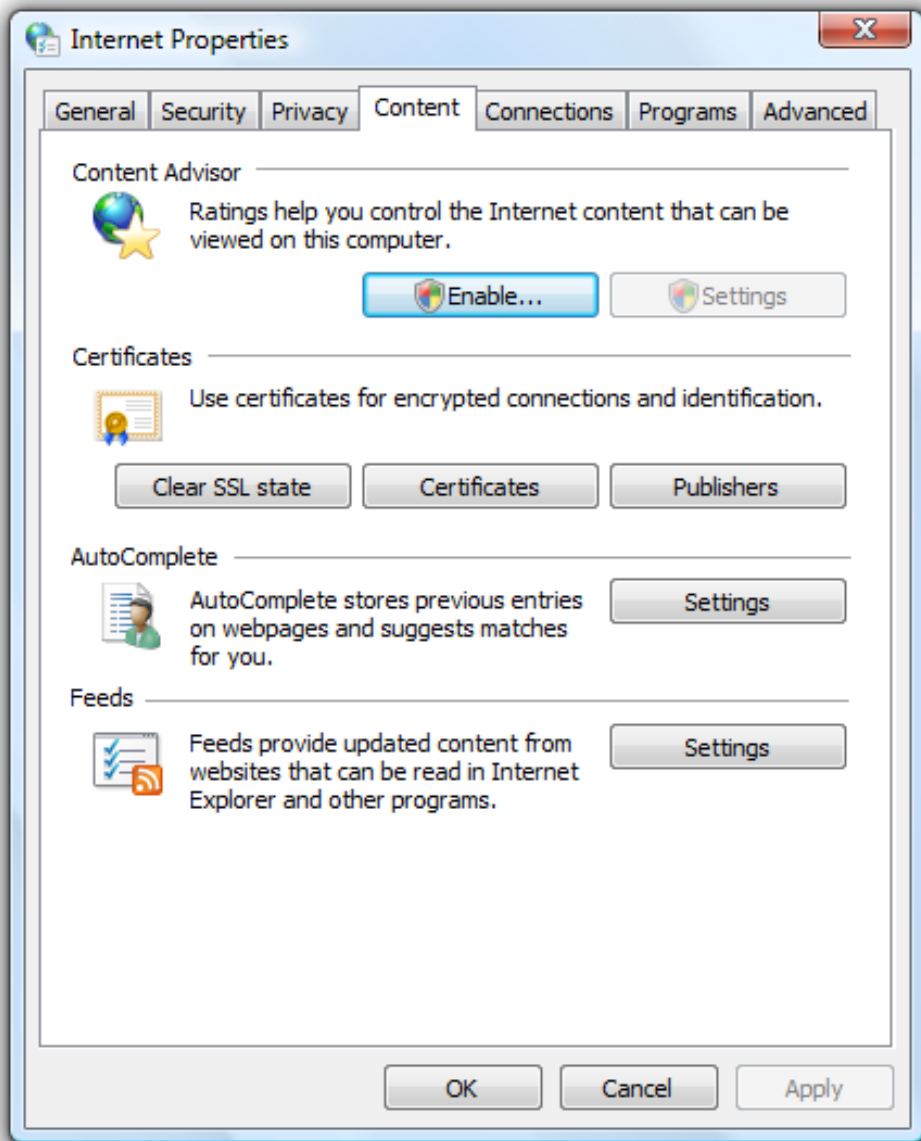 Internet Properties
General Security Privacy Content Connections Programs Advanced
Content Advisor
Ratings help you control the Internet content that can be
viewed on this computer.
Enable... Settings
Certificates
Use certificates for encrypted connections and identification.
Clear SSL state Certificates Publishers
AutoComplete
AutoComplete stores previous entries
on webpages and suggests matches
for you.
Settings
Feeds
Feeds provide updated content from
websites that can be read in Internet
Explorer and other programs.
Settings
OK Cancel Apply